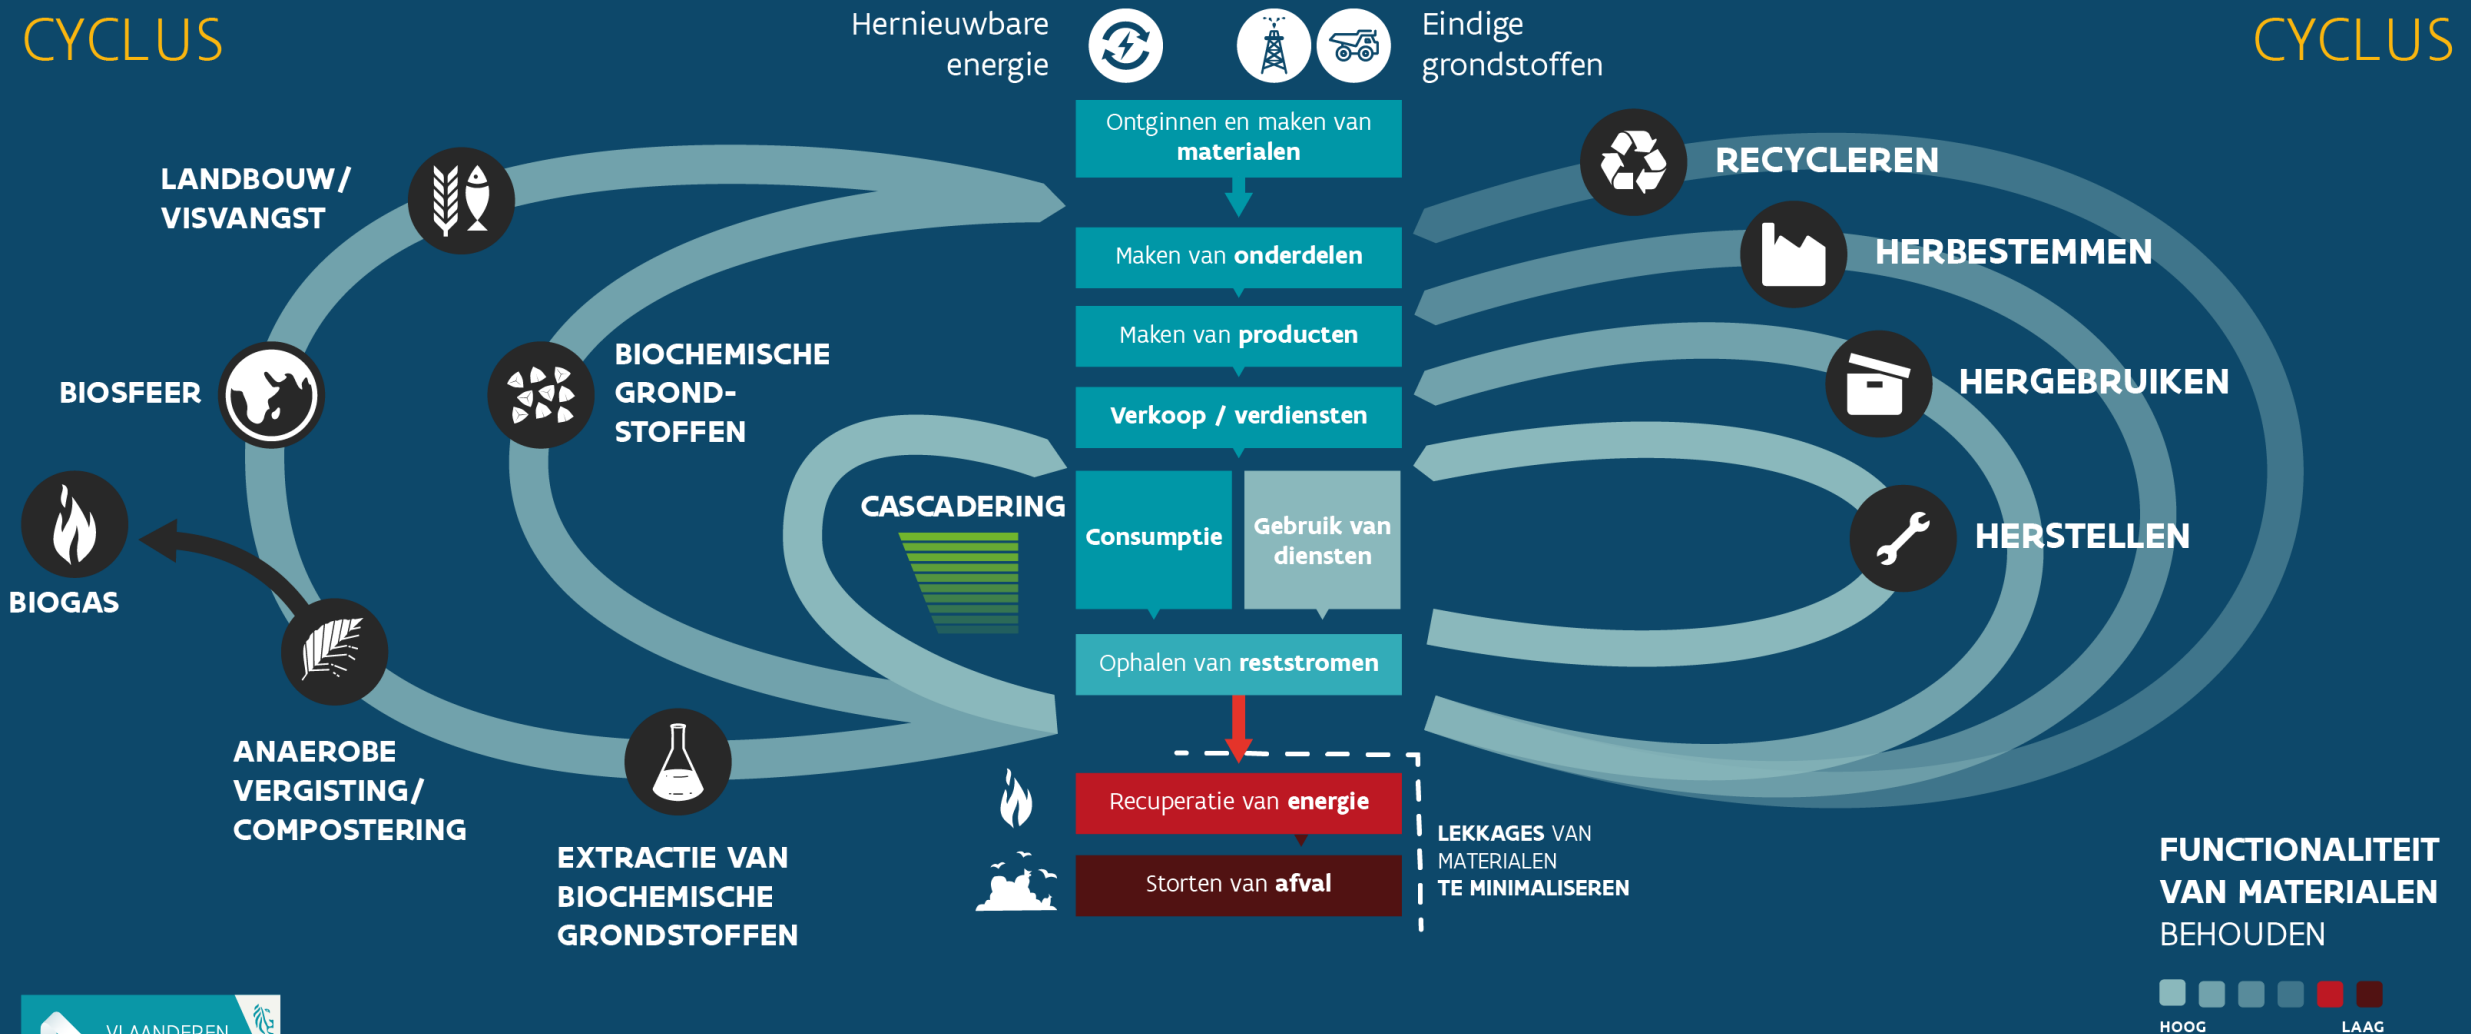 CYCLUS
Hernieuwbare
energie
Eindige
grondstoffen
CYCLUS
Ontginnen en maken van
materialen
Maken van onderdelen
Maken van producten
Verkoop / verdiensten
Consumptie
Gebruik van
diensten
Ophalen van reststromen
Recuperatie van energie
Storten van afval
LANDBOUW/
VISVANGST
BIOSFEER
BIOCHEMISCHE
GROND-
STOFFEN
CASCADERING
BIOGAS
ANAEROBE
VERGISTING/
COMPOSTERING
EXTRACTIE VAN
BIOCHEMISCHE
GRONDSTOFFEN
RECYCLEREN
HERBESTEMMEN
HERGEBRUIKEN
HERSTELLEN
LEKKAGES VAN
MATERIALEN
TE MINIMALISEREN
FUNCTIONALITEIT
VAN MATERIALEN
BEHOUDEN
HOOG
LAAG
VLAANDEREN